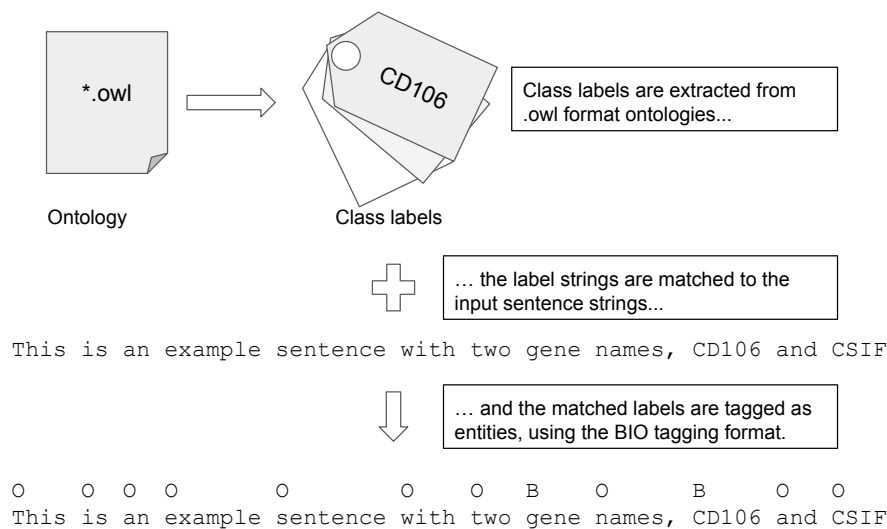 *.owl
CD106
Class labels are extracted from
.owl format ontologies...
Ontology
Class labels
… the label strings are matched to the
input sentence strings...
This is an example sentence with two gene names, CD106 and CSIF
… and the matched labels are tagged as
entities, using the BIO tagging format.
O O O O O O O B O B O O
This is an example sentence with two gene names, CD106 and CSIF